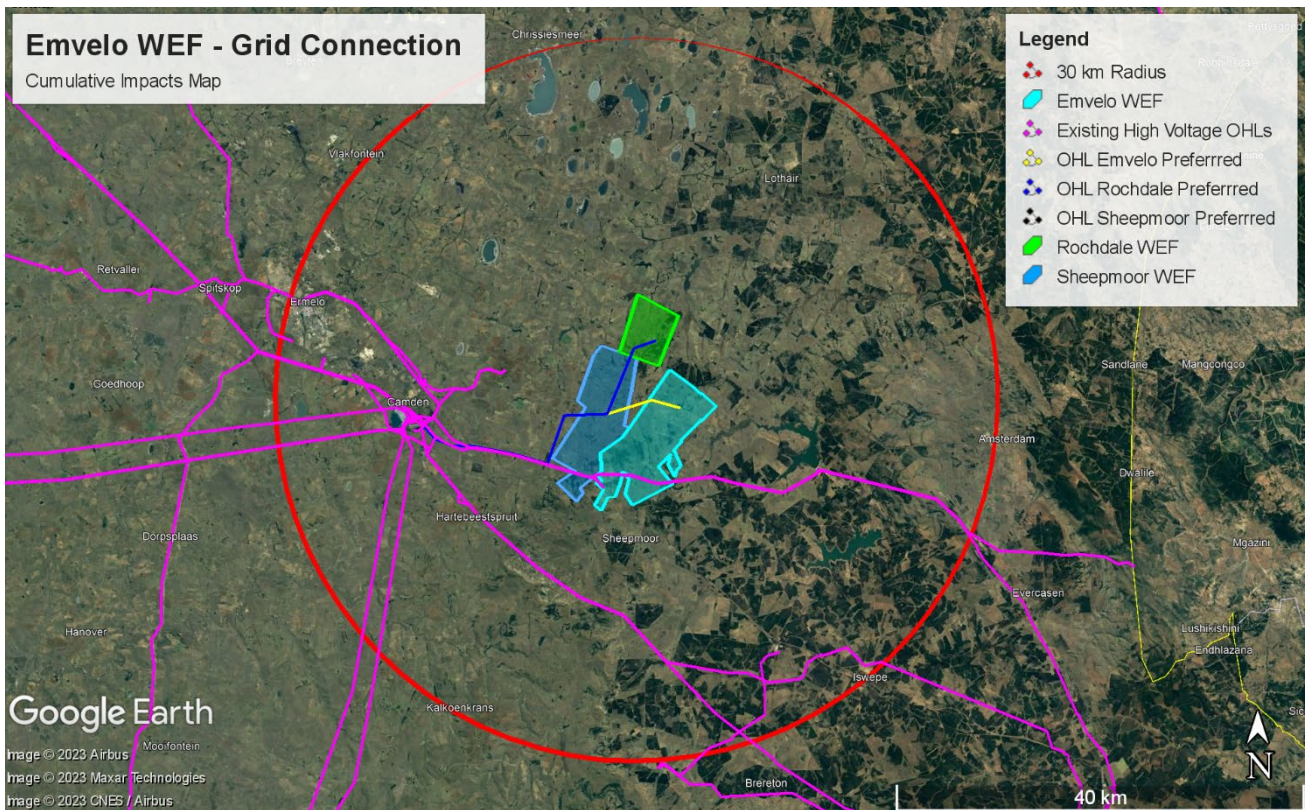 Emvelo WEF - Grid Connection
Cumulative Impacts Map
Legend
30 km Radius
Emvelo WEF
Existing High Voltage OHLs
OHL Emvelo Preferrred
OHL Rochdale Preferrred
OHL Sheepmoor Preferrred
Rochdale WEF
Sheepmoor WEF
Chrissiesmeer
Vlakfontein
Lothair
Retvallei
Spitskop
Ermelo
Goedhoop
Camden
Sandlane
Mangcongco
Amsterdam
Dwalile
Hartebeestspruit
Dorpsplaas
Sheepmoor
Mgazini
Evercasen
Hanover
Lushikishini
Endhlazana
Iswepe
Kalkoenkrans
Google Earth
Mooifontein
Image © 2023 Airbus
Image © 2023 Maxar Technologies
Image © 2023 CNES / Airbus
Brereton
N
40 km